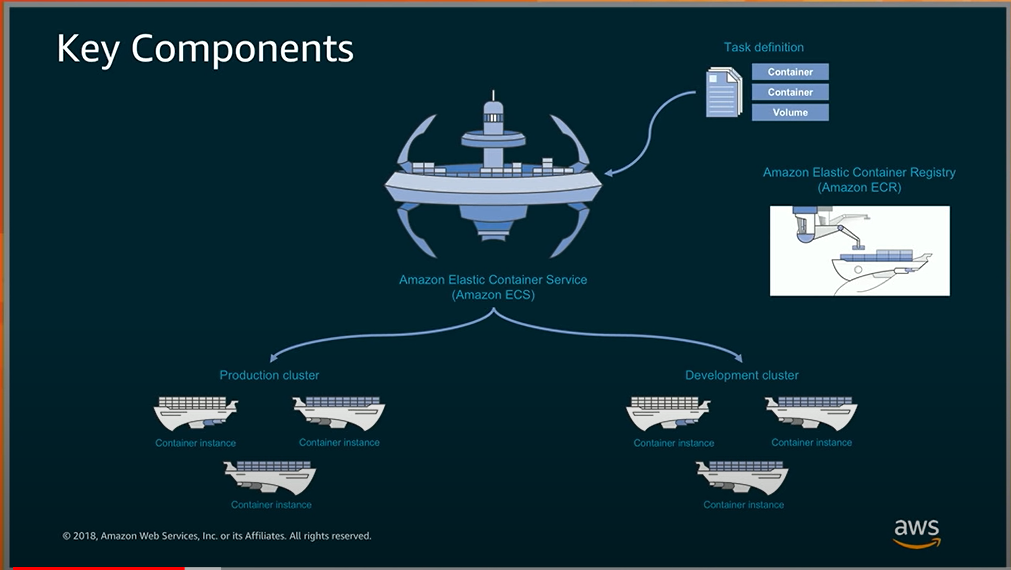 Key Components
Task definition
Container
Container
Volume
Amazon Elastic Container Registry
(Amazon ECR)
Amazon Elastic Container Service
(Amazon ECS)
Production cluster
Development cluster
Container instance
Container instance
Container instance
Container instance
Container instance
Container instance
© 2018, Amazon Web Services, Inc. or its Affiliates. All rights reserved.
aws